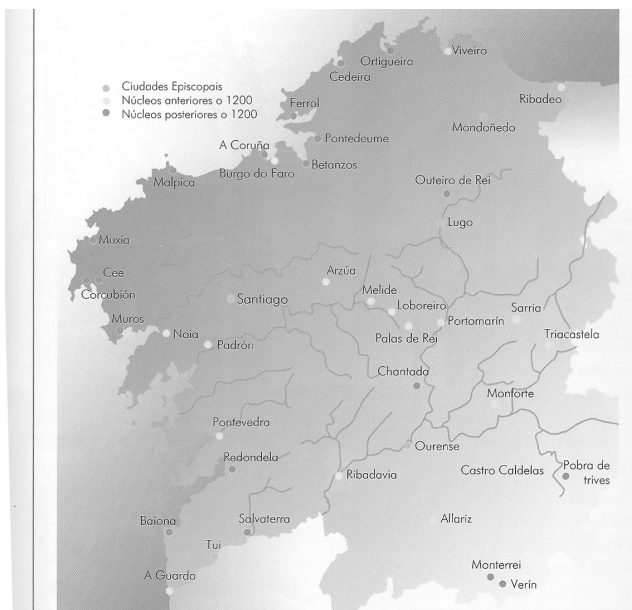 Ciudades Episcopais
Núcleos anteriores o 1200
Núcleos posteriores o 1200
Ortigueira
Viveiro
Cedeira
Ribadeo
Ferrol
Mondoñedo
Pontedeume
A Coruña
Betanzos
Burgo do Faro
Malpica
Outeiro de Rei
Lugo
Muxía
Cee
Corcubión
Arzúa
Melide
Santiago
Loboreiro
Sarria
Portomarín
Muros
Noia
Palas de Rei
Triacastela
Padrón
Chantada
Monforte
Pontevedra
Ourense
Redondela
Ribadavia
Castro Caldelas
Pobra de
trives
Baiona
Salvaterra
Allariz
Tui
Monterrei
A Guarda
Verín